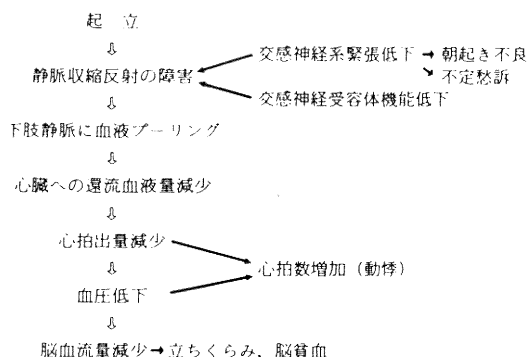 起 立
⇩
交感神経系緊張低下 → 朝起き不良
静脈収縮反射の障害
不定愁訴
⇩
交感神経受容体機能低下
下肢静脈に血液プーリング
⇩
心臓への還流血液量減少
⇩
心拍出量減少
⇩
心拍数増加（動悸）
血圧低下
⇩
脳血流量減少→立ちくらみ，脳貧血